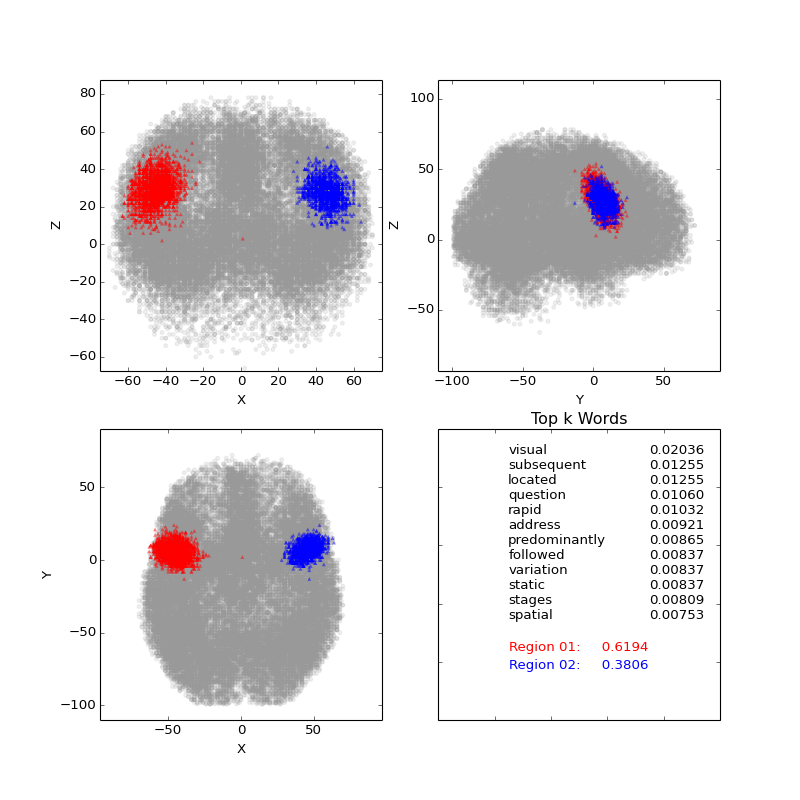 80
60
40
20
0
−20
−40
−60
Z
−60 −40 −20 0 20 40 60
X
100
50
0
−50
Z
−100 −50 0 50
Y
50
0
−50
−100
Y
−50 0 50
X
Top k Words
visual 0.02036
subsequent 0.01255
located 0.01255
question 0.01060
rapid 0.01032
address 0.00921
predominantly 0.00865
followed 0.00837
variation 0.00837
static 0.00837
stages 0.00809
spatial 0.00753
Region 01: 0.6194
Region 02: 0.3806